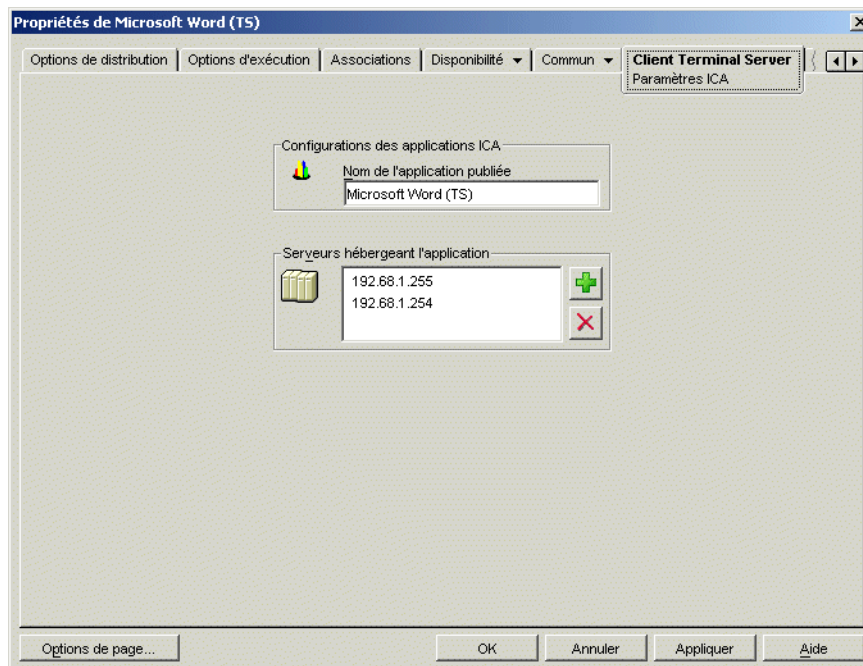 Propriétés de Microsoft Word (TS)
Options de distribution Options d'exécution Associations Disponibilité Commun Client Terminal Server
Paramètres ICA
Configurations des applications ICA
Nom de l'application publiée
Microsoft Word (TS)
Serveurs hébergeant l'application
192.68.1.255
192.68.1.254
Options de page... OK Annuler Appliquer Aide